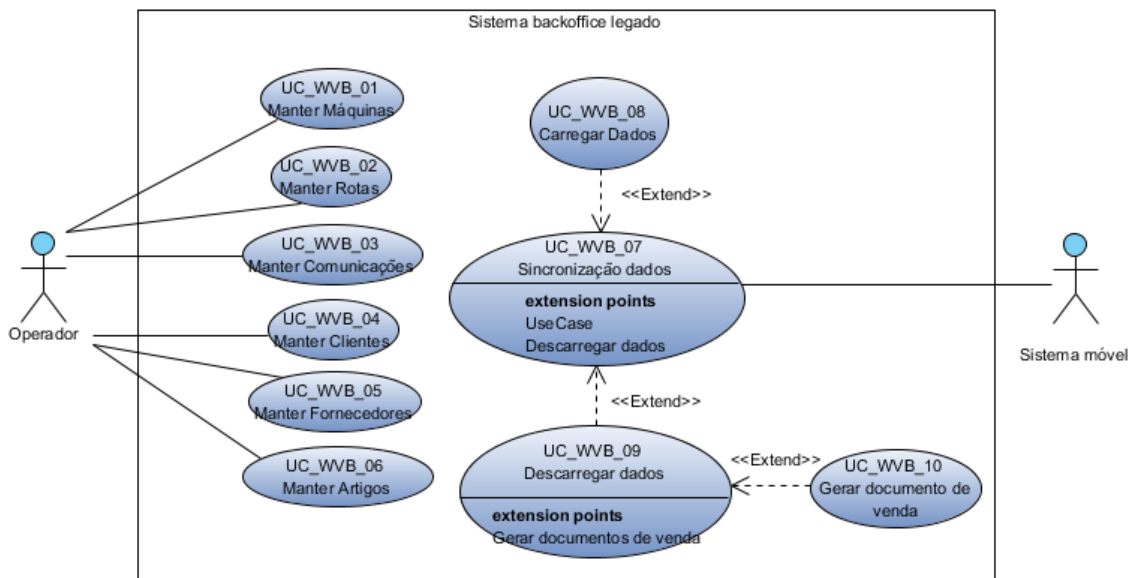 Sistema backoffice legado
UC_WVB_01
Manter Máquinas
UC_WVB_02
Manter Rotas
UC_WVB_03
Manter Comunicações
UC_WVB_04
Manter Clientes
UC_WVB_05
Manter Fornecedores
UC_WVB_06
Manter Artigos
Operador
UC_WVB_08
Carregar Dados
<<Extend>>
UC_WVB_07
Sincronização dados
extension points
UseCase
Descarregar dados
<<Extend>>
UC_WVB_09
Descarregar dados
extension points
Gerar documentos de venda
<<Extend>>
UC_WVB_10
Gerar documento de
venda
Sistema móvel